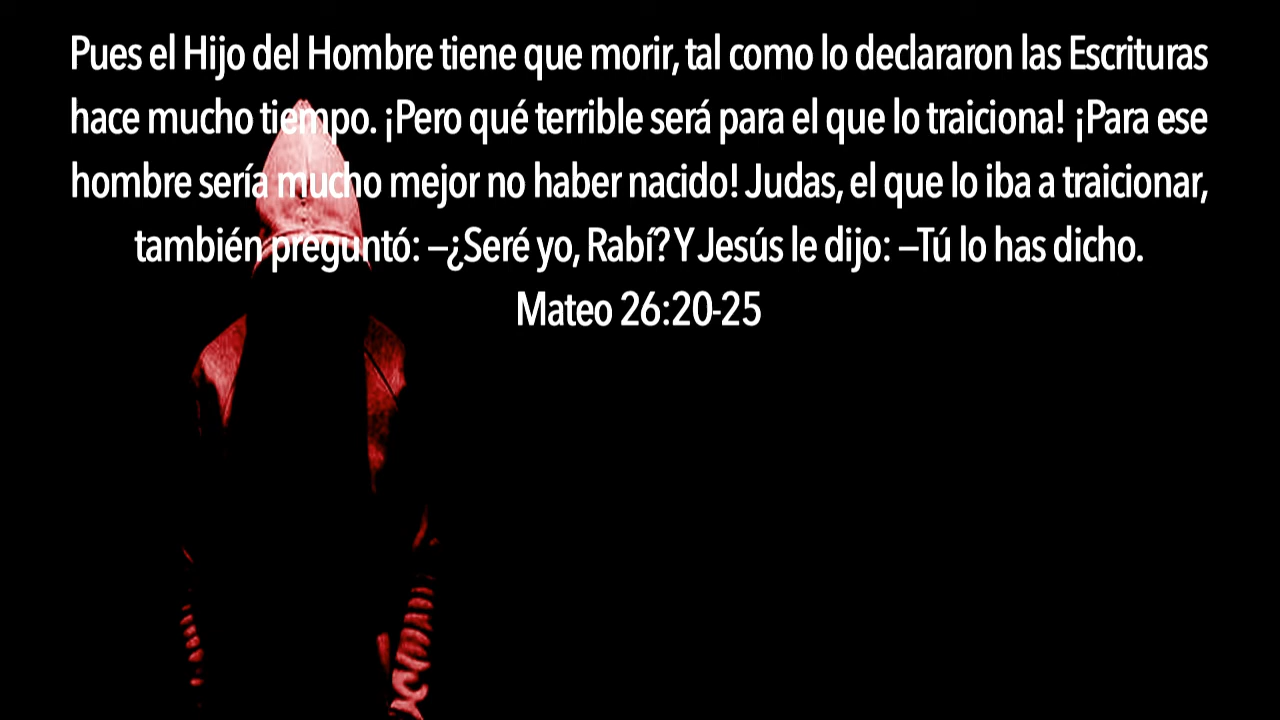 Pues el Hijo del Hombre tiene que morir, tal como lo declararon las Escrituras
hace mucho tiempo. ¡Pero qué terrible será para el que lo traiciona! ¡Para ese
hombre sería mucho mejor no haber nacido! Judas, el que lo iba a traicionar,
también preguntó: –¿Seré yo, Rabí? Y Jesús le dijo: –Tú lo has dicho.
Mateo 26:20-25